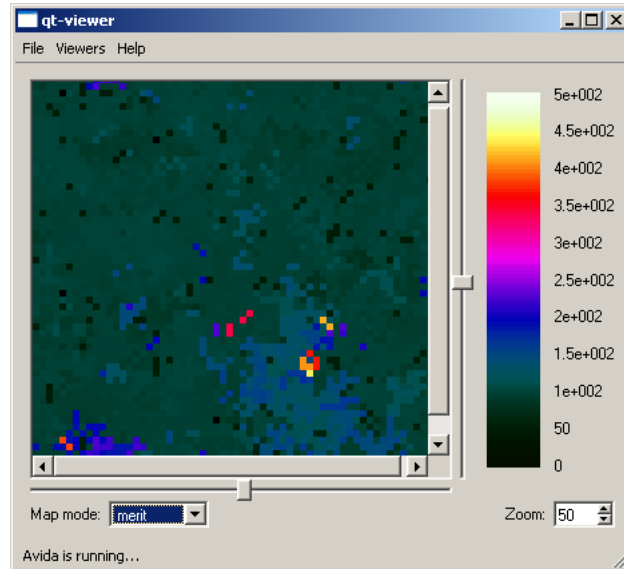 qt-viewer
File Viewers Help
5e+002
4.5e+002
4e+002
3.5e+002
3e+002
2.5e+002
2e+002
1.5e+002
1e+002
50
0
Map mode: merit
Zoom: 50
Avida is running...